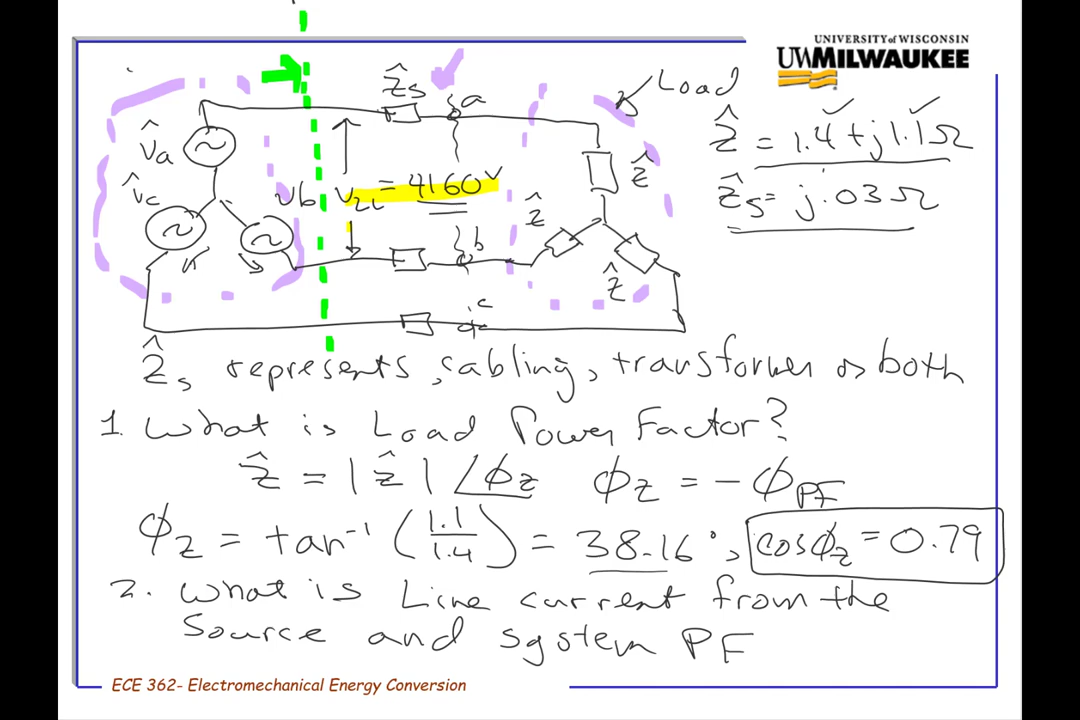 UNIVERSITY of WISCONSIN
UWMILWAUKEE
Ẑs a Load
V̂a
V̂c Vb VLL = 4160V
Ẑ = 1.4 + j1.1Ω
Ẑs = j.03Ω
Ẑ Ẑ
b
Ẑ
c
Ẑs represents cabling, transformer or both
1. What is Load Power Factor?
Ẑ = |Ẑ| ∠ϕz ϕz = -ϕPF
ϕz = tan⁻¹ (1.1/1.4) = 38.16°, cosϕz = 0.79
2. What is Line current from the
Source and system PF
ECE 362- Electromechanical Energy Conversion